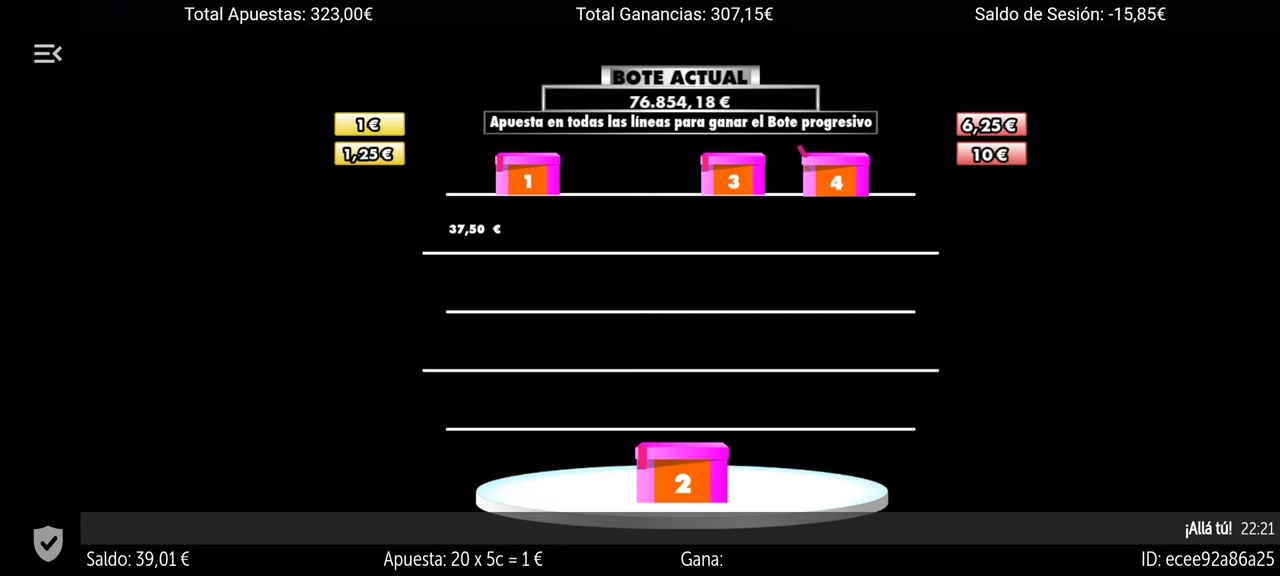 Total Apuestas: 323,00€ Total Ganancias: 307,15€ Saldo de Sesión: -15,85€
BOTE ACTUAL
76.854,18 €
Apuesta en todas las líneas para ganar el Bote progresivo
1€ 6,25€
1,25€ 10€
1 3 4
37,50 €
2
¡Allá tú! 22:21
Saldo: 39,01 € Apuesta: 20 x 5c = 1 € Gana: ID: ecee92a86a25